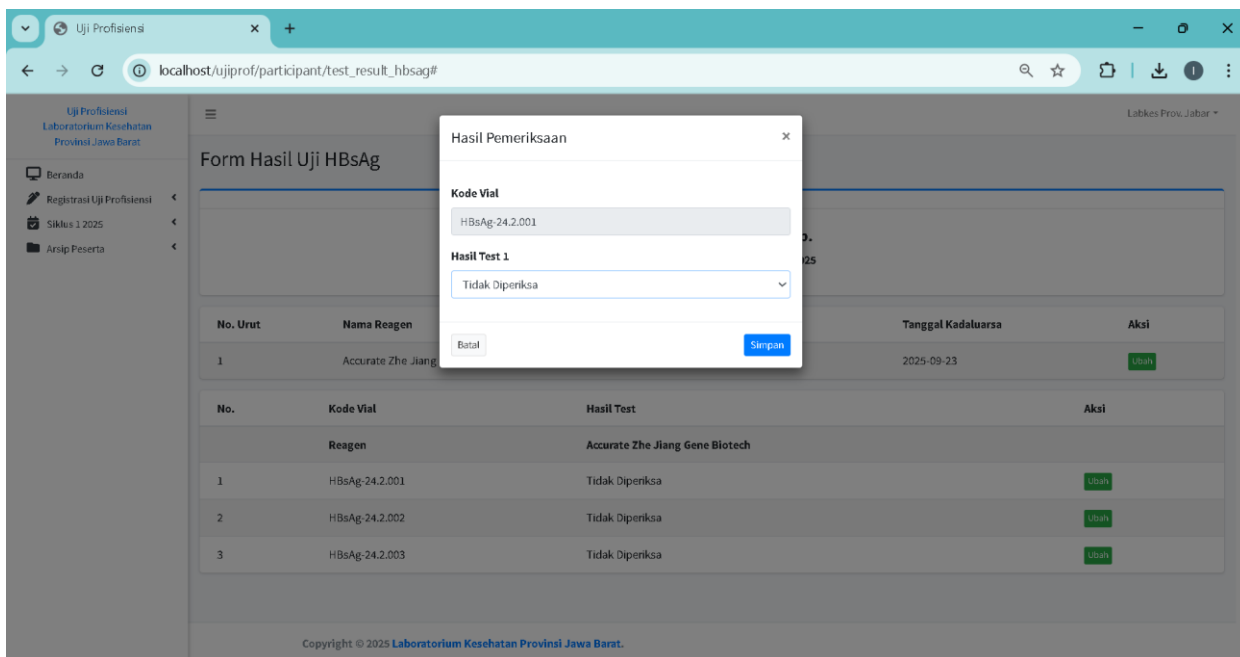 Uji Profisiensi
localhost/ujiprof/participant/test_result_hbsag#
I
Uji Profisiensi
Laboratorium Kesehatan
Provinsi Jawa Barat
Labkes Prov. Jabar
Beranda
Registrasi Uji Profisiensi
Siklus 1 2025
Arsip Peserta
Form Hasil Uji HBsAg
Hasil Pemeriksaan
Kode Vial
HBsAg-24.2.001
Hasil Test 1
Tidak Diperiksa
Batal Simpan
No. Urut Nama Reagen Tanggal Kadaluarsa Aksi
1 Accurate Zhe Jiang 2025-09-23 Ubah
No. Kode Vial Hasil Test Aksi
Reagen Accurate Zhe Jiang Gene Biotech
1 HBsAg-24.2.001 Tidak Diperiksa Ubah
2 HBsAg-24.2.002 Tidak Diperiksa Ubah
3 HBsAg-24.2.003 Tidak Diperiksa Ubah
Copyright © 2025 Laboratorium Kesehatan Provinsi Jawa Barat.